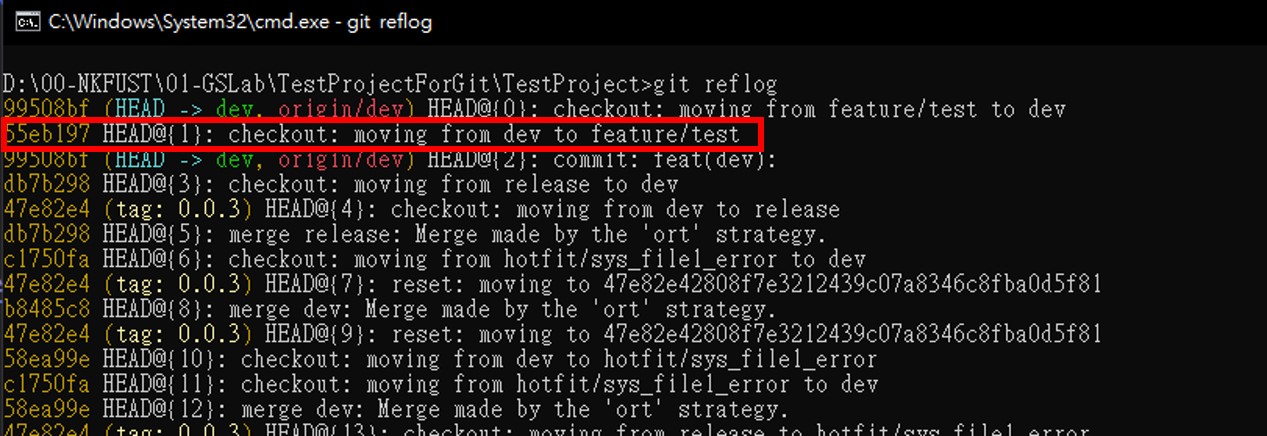 C:\Windows\System32\cmd.exe - git reflog
D:\00-NKFUST\01-GSLab\TestProjectForGit\TestProject>git reflog
99508bf (HEAD -> dev, origin/dev) HEAD@{0}: checkout: moving from feature/test to dev
55eb197 HEAD@{1}: checkout: moving from dev to feature/test
99508bf (HEAD -> dev, origin/dev) HEAD@{2}: commit: feat(dev):
db7b298 HEAD@{3}: checkout: moving from release to dev
47e82e4 (tag: 0.0.3) HEAD@{4}: checkout: moving from dev to release
db7b298 HEAD@{5}: merge release: Merge made by the 'ort' strategy.
c1750fa HEAD@{6}: checkout: moving from hotfit/sys_file1_error to dev
47e82e4 (tag: 0.0.3) HEAD@{7}: reset: moving to 47e82e42808f7e3212439c07a8346c8fba0d5f81
b8485c8 HEAD@{8}: merge dev: Merge made by the 'ort' strategy.
47e82e4 (tag: 0.0.3) HEAD@{9}: reset: moving to 47e82e42808f7e3212439c07a8346c8fba0d5f81
58ea99e HEAD@{10}: checkout: moving from dev to hotfit/sys_file1_error
c1750fa HEAD@{11}: checkout: moving from hotfit/sys_file1_error to dev
58ea99e HEAD@{12}: merge dev: Merge made by the 'ort' strategy.
47e82e4 (tag: 0.0.3) HEAD@{13}: checkout: moving from release to hotfit/sys_file1_error